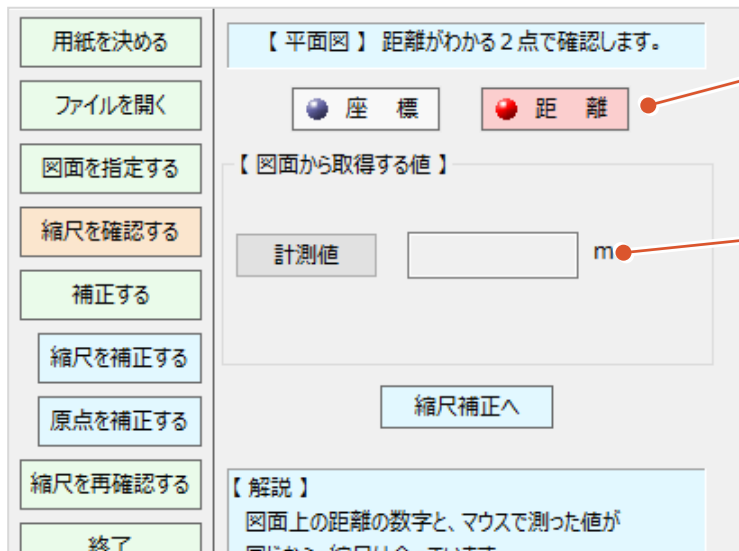 用紙を決める
ファイルを開く
図面を指定する
縮尺を確認する
補正する
縮尺を補正する
原点を補正する
縮尺を再確認する
終了
【 平面図 】 距離がわかる2点で確認します。
座 標
距 離
【 図面から取得する値 】
計測値
m
縮尺補正へ
【 解説 】
図面上の距離の数字と、マウスで測った値が